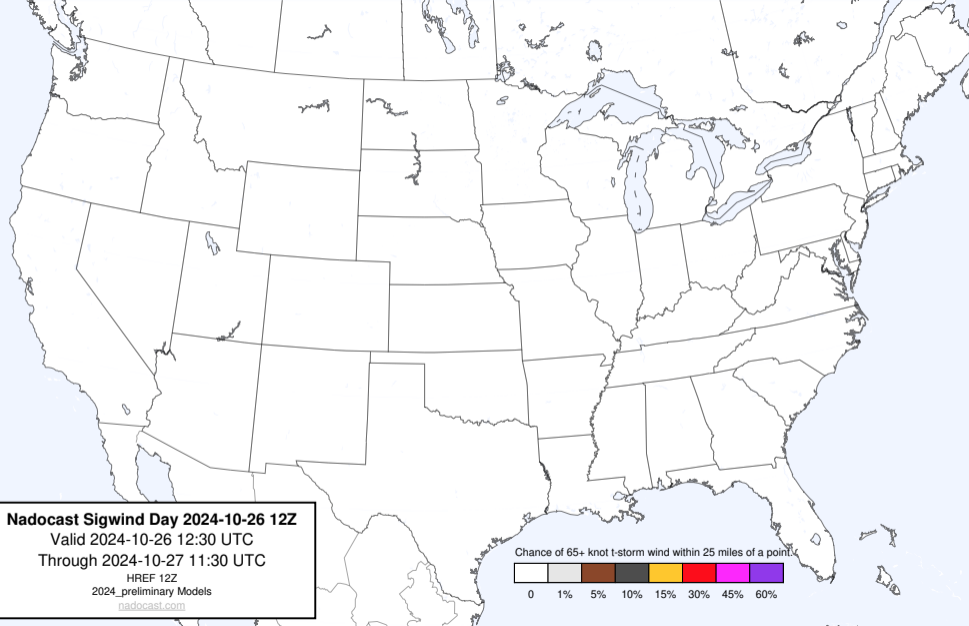 Nadocast Sigwind Day 2024-10-26 12Z
Valid 2024-10-26 12:30 UTC
Through 2024-10-27 11:30 UTC
HREF 12Z
2024_preliminary Models
nadocast.com
Chance of 65+ knot t-storm wind within 25 miles of a point.
0 1% 5% 10% 15% 30% 45% 60%